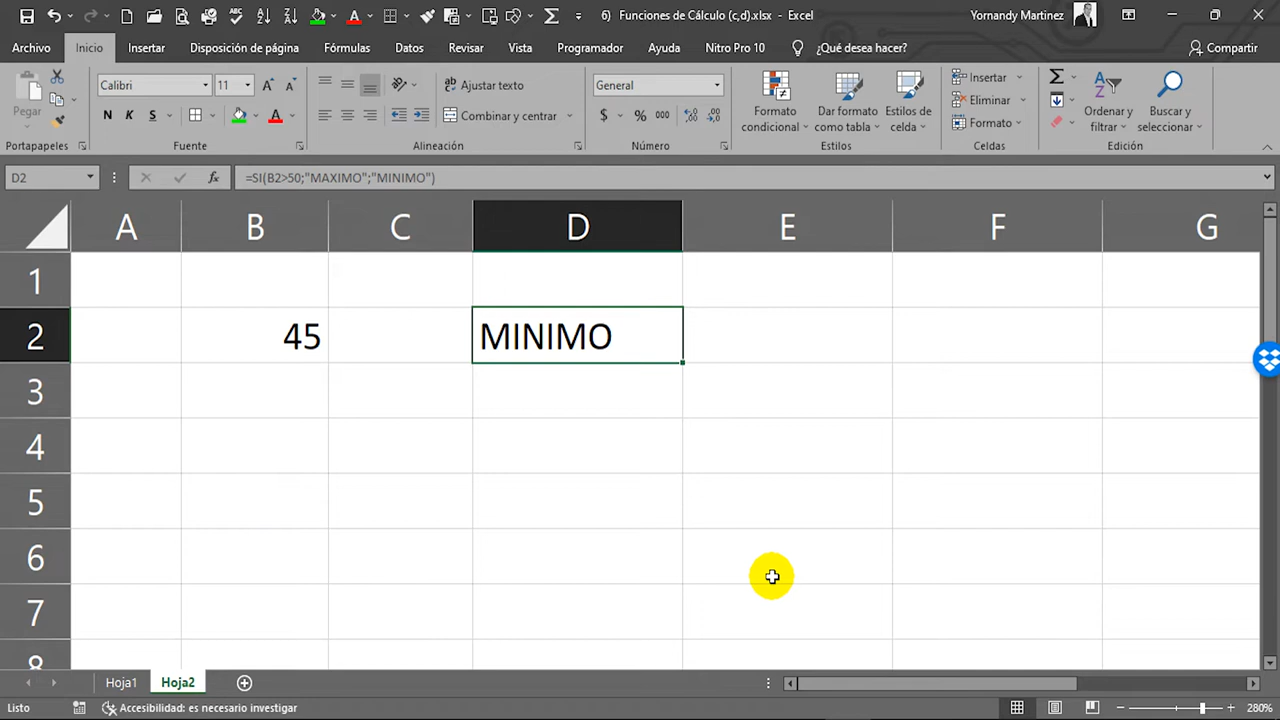 6) Funciones de Cálculo (c,d).xlsx - Excel
Yornandy Martinez
Archivo Inicio Insertar Disposición de página Fórmulas Datos Revisar Vista Programador Ayuda Nitro Pro 10 ¿Qué desea hacer? Compartir
Pegar
Calibri 11
N K S
Ajustar texto
Combinar y centrar
General
$ % 000
Formato condicional
Dar formato como tabla
Estilos de celda
Insertar
Eliminar
Formato
Ordenar y filtrar
Buscar y seleccionar
Portapapeles Fuente Alineación Número Estilos Celdas Edición
D2 fx =SI(B2>50;"MAXIMO";"MINIMO")
A B C D E F G
1
2 45 MINIMO
3
4
5
6
7
8
Hoja1 Hoja2
Listo Accesibilidad: es necesario investigar 280%